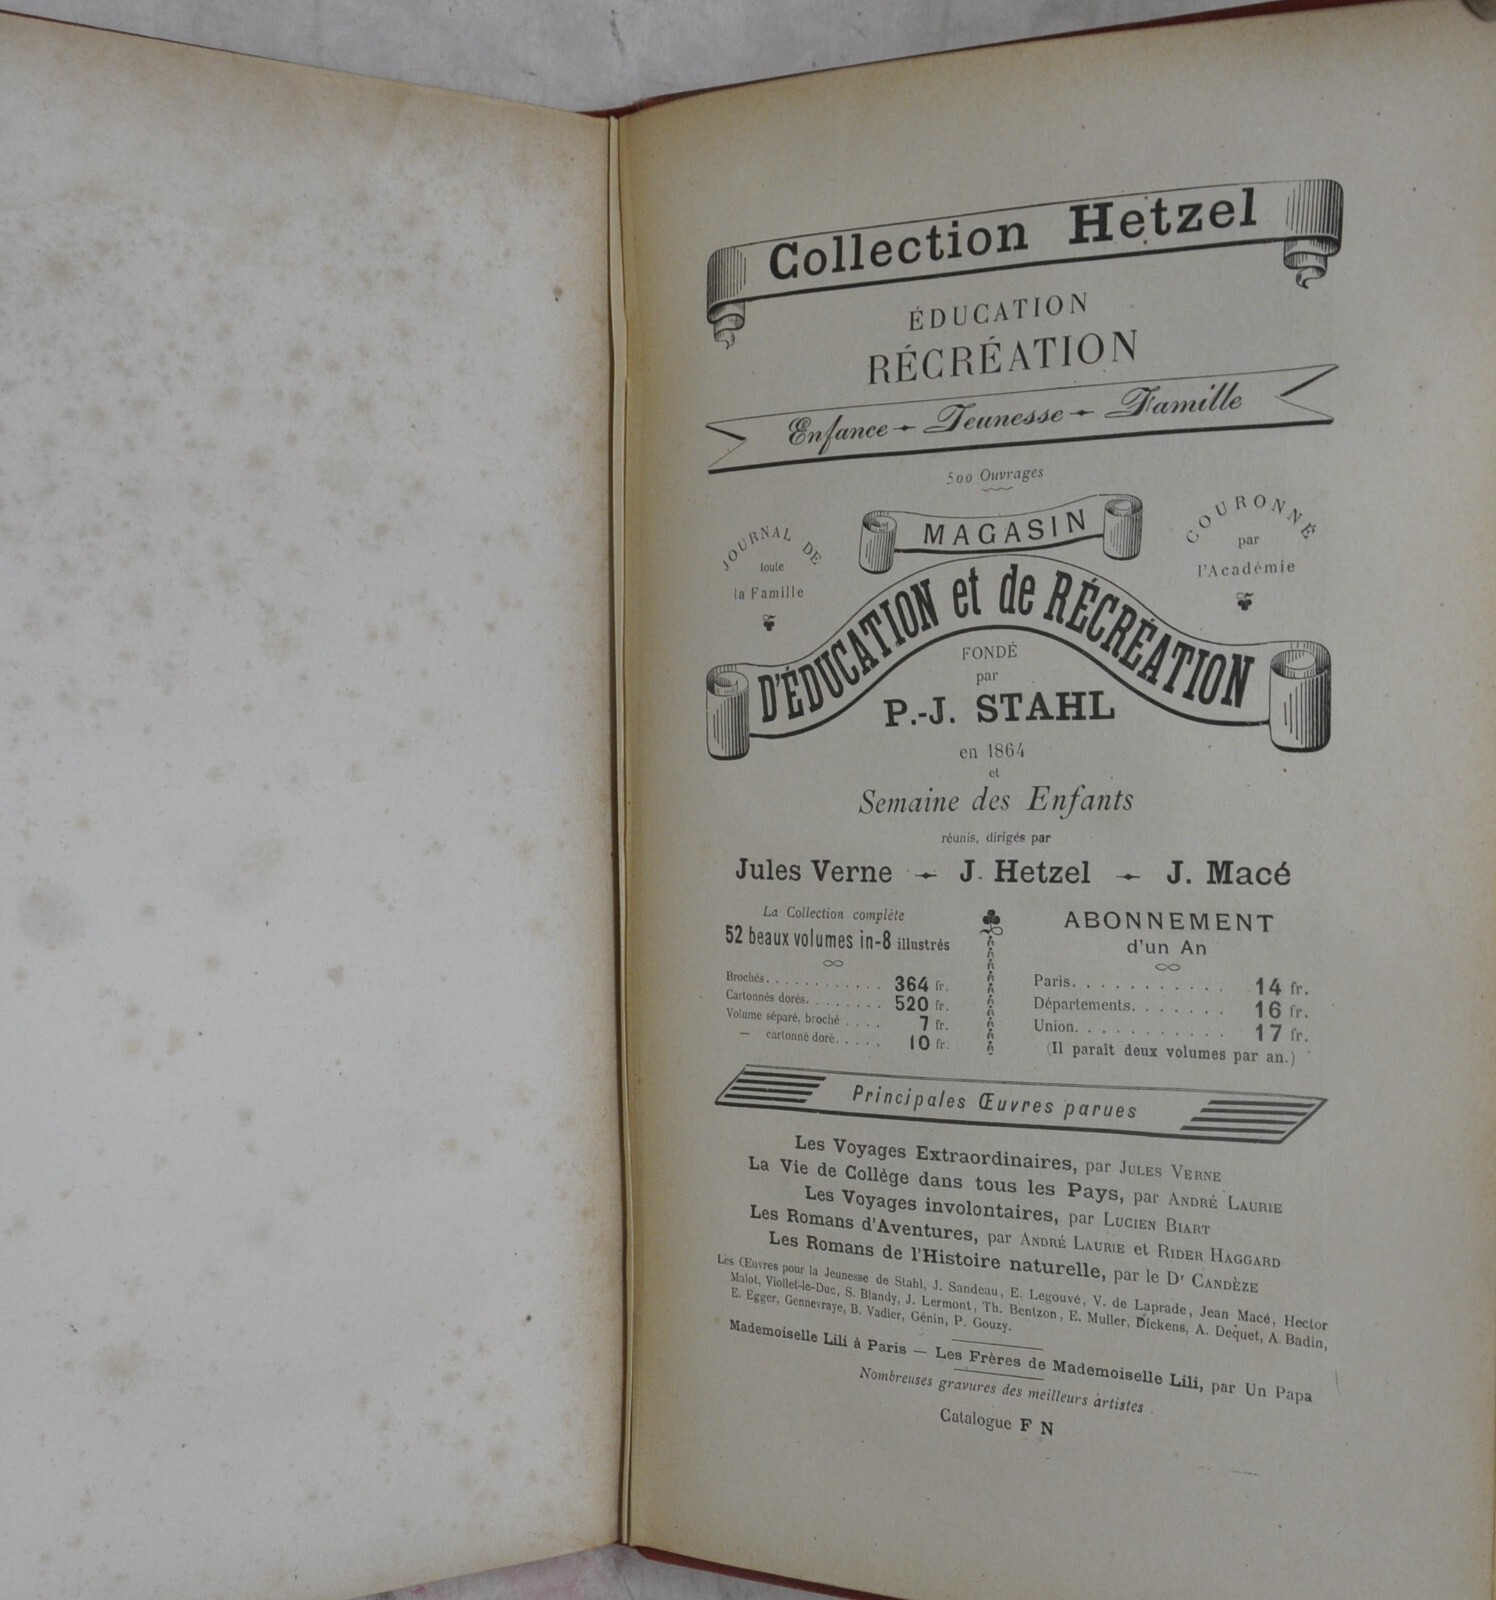 Collection Hetzel
ÉDUCATION
RÉCRÉATION
Enfance - Jeunesse - Famille
500 Ouvrages
JOURNAL DE
toute
la Famille
MAGASIN
D'ÉDUCATION et de RÉCRÉATION
COURONNÉ
par
l'Académie
FONDÉ
par
P.-J. STAHL
en 1864
et
Semaine des Enfants
réunis, dirigés par
Jules Verne - J. Hetzel - J. Macé
La Collection complète
52 beaux volumes in-8 illustrés
Brochés. . . . . . . . . . . . 364 fr.
Cartonnés dorés. . . . . . . . 520 fr.
Volume séparé, broché . . . . 7 fr.
— cartonné doré. . . . . 10 fr.
ABONNEMENT
d'un An
Paris. . . . . . . . . . . 14 fr.
Départements. . . . . . . 16 fr.
Union. . . . . . . . . . . 17 fr.
(Il paraît deux volumes par an.)
Principales Œuvres parues
Les Voyages Extraordinaires, par JULES VERNE
La Vie de Collège dans tous les Pays, par ANDRÉ LAURIE
Les Voyages involontaires, par LUCIEN BIART
Les Romans d'Aventures, par ANDRÉ LAURIE et RIDER HAGGARD
Les Romans de l'Histoire naturelle, par le Dr CANDÈZE
Les Œuvres pour la Jeunesse de Stahl, J. Sandeau, E. Legouvé, V. de Laprade, Jean Macé, Hector
Malot, Viollet-le-Duc, S. Blandy, J. Lermont, Th. Bentzon, E. Muller, Dickens, A. Dequet, A. Badin,
E. Egger, Gennevraye, B. Vadier, Génin, P. Gouzy.
Mademoiselle Lili à Paris — Les Frères de Mademoiselle Lili, par Un Papa
Nombreuses gravures des meilleurs artistes
Catalogue F N